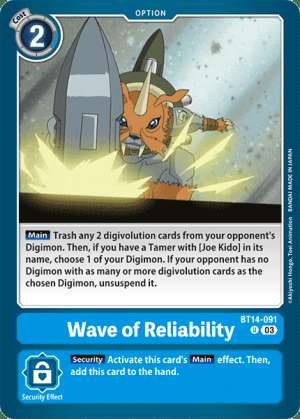 Cost
OPTION
2
©Akiyoshi Hongo, Toei Animation · BANDAI MADE IN JAPAN
Main Trash any 2 digivolution cards from your opponent's
Digimon. Then, if you have a Tamer with [Joe Kido] in its
name, choose 1 of your Digimon. If your opponent has no
Digimon with as many or more digivolution cards as the
chosen Digimon, unsuspend it.
BT14-091
Wave of Reliability
U 03
Security Activate this card's Main effect. Then,
add this card to the hand.
Security Effect